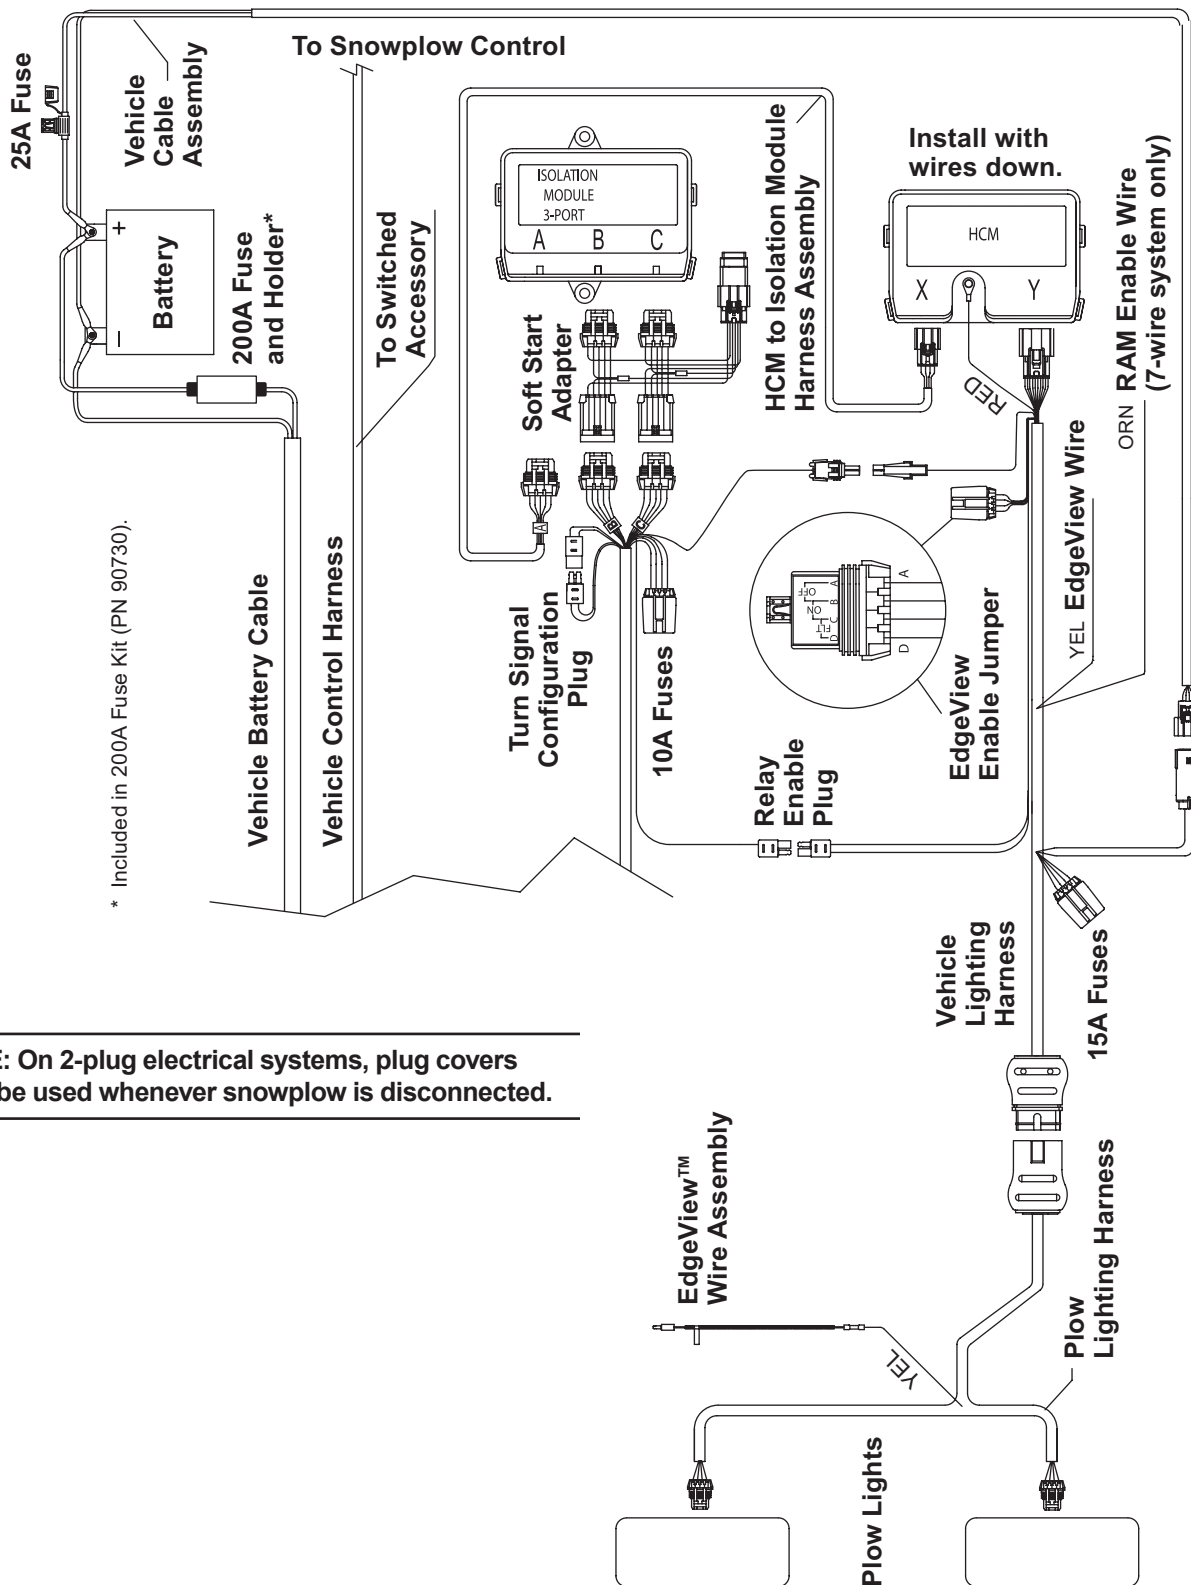 To Snowplow Control
25A Fuse
Vehicle
Cable
Assembly
+
−
Battery
200A Fuse
and Holder*
To Switched
Accessory
ISOLATION
MODULE
3-PORT
A B C
HCM to Isolation Module
Harness Assembly
Install with
wires down.
HCM
X Y
RED
ORN RAM Enable Wire
(7-wire system only)
YEL EdgeView Wire
Soft Start
Adapter
A
B
C
* Included in 200A Fuse Kit (PN 90730).
Vehicle Battery Cable
Vehicle Control Harness
Turn Signal
Configuration
Plug
10A Fuses
OFF
ON
FLT
A
B
C
D
A
D
EdgeView
Enable Jumper
Relay
Enable
Plug
Vehicle
Lighting
Harness
15A Fuses
E: On 2-plug electrical systems, plug covers
be used whenever snowplow is disconnected.
EdgeView™
Wire Assembly
YEL
Plow
Lighting Harness
Plow Lights